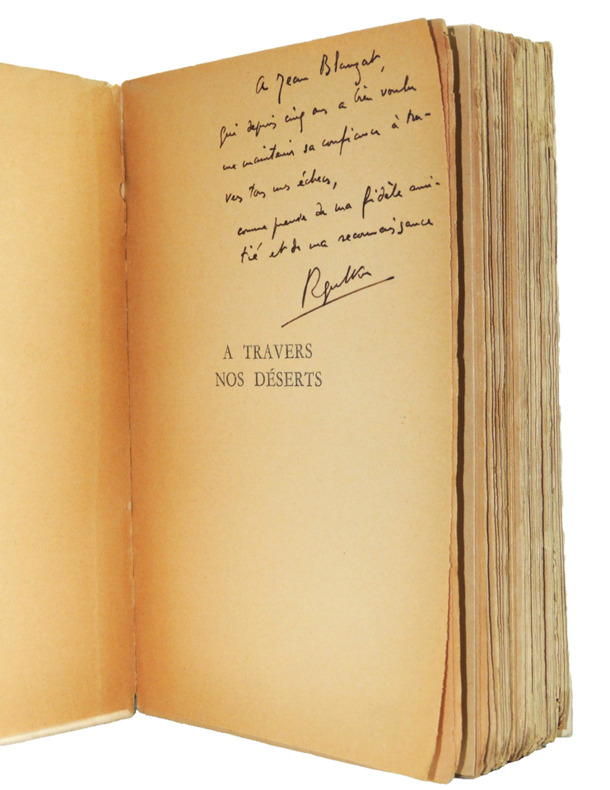 A Jean Blanzat,
qui depuis cinq ans a bien voulu
me maintenir sa confiance à tra-
vers tous mes échecs,
comme preuve de ma fidèle ami-
tié et de ma reconnaissance
A TRAVERS
NOS DÉSERTS